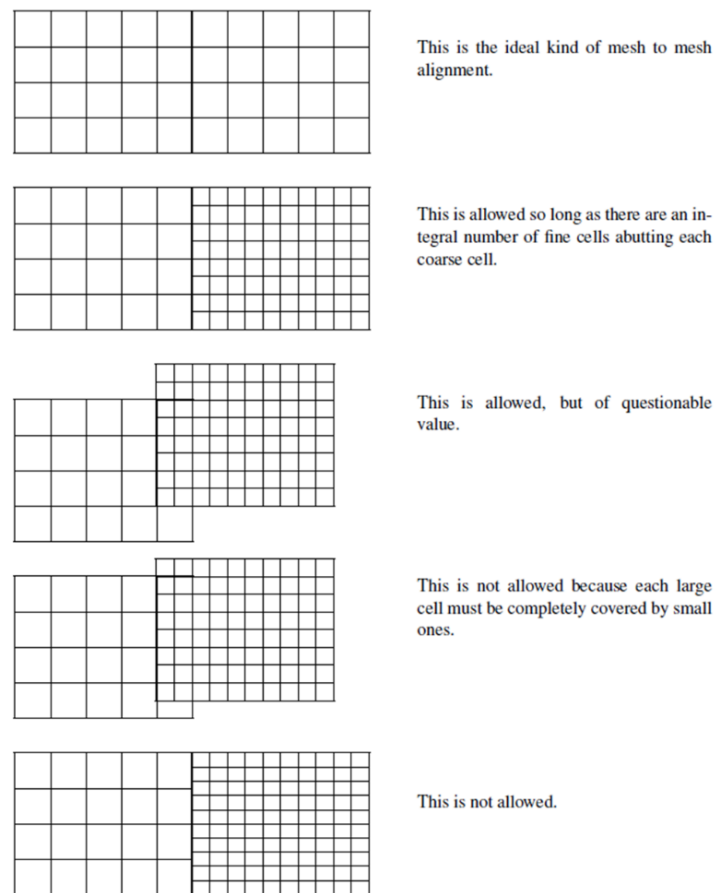 This is the ideal kind of mesh to mesh
alignment.
This is allowed so long as there are an in-
tegral number of fine cells abutting each
coarse cell.
This is allowed, but of questionable
value.
This is not allowed because each large
cell must be completely covered by small
ones.
This is not allowed.